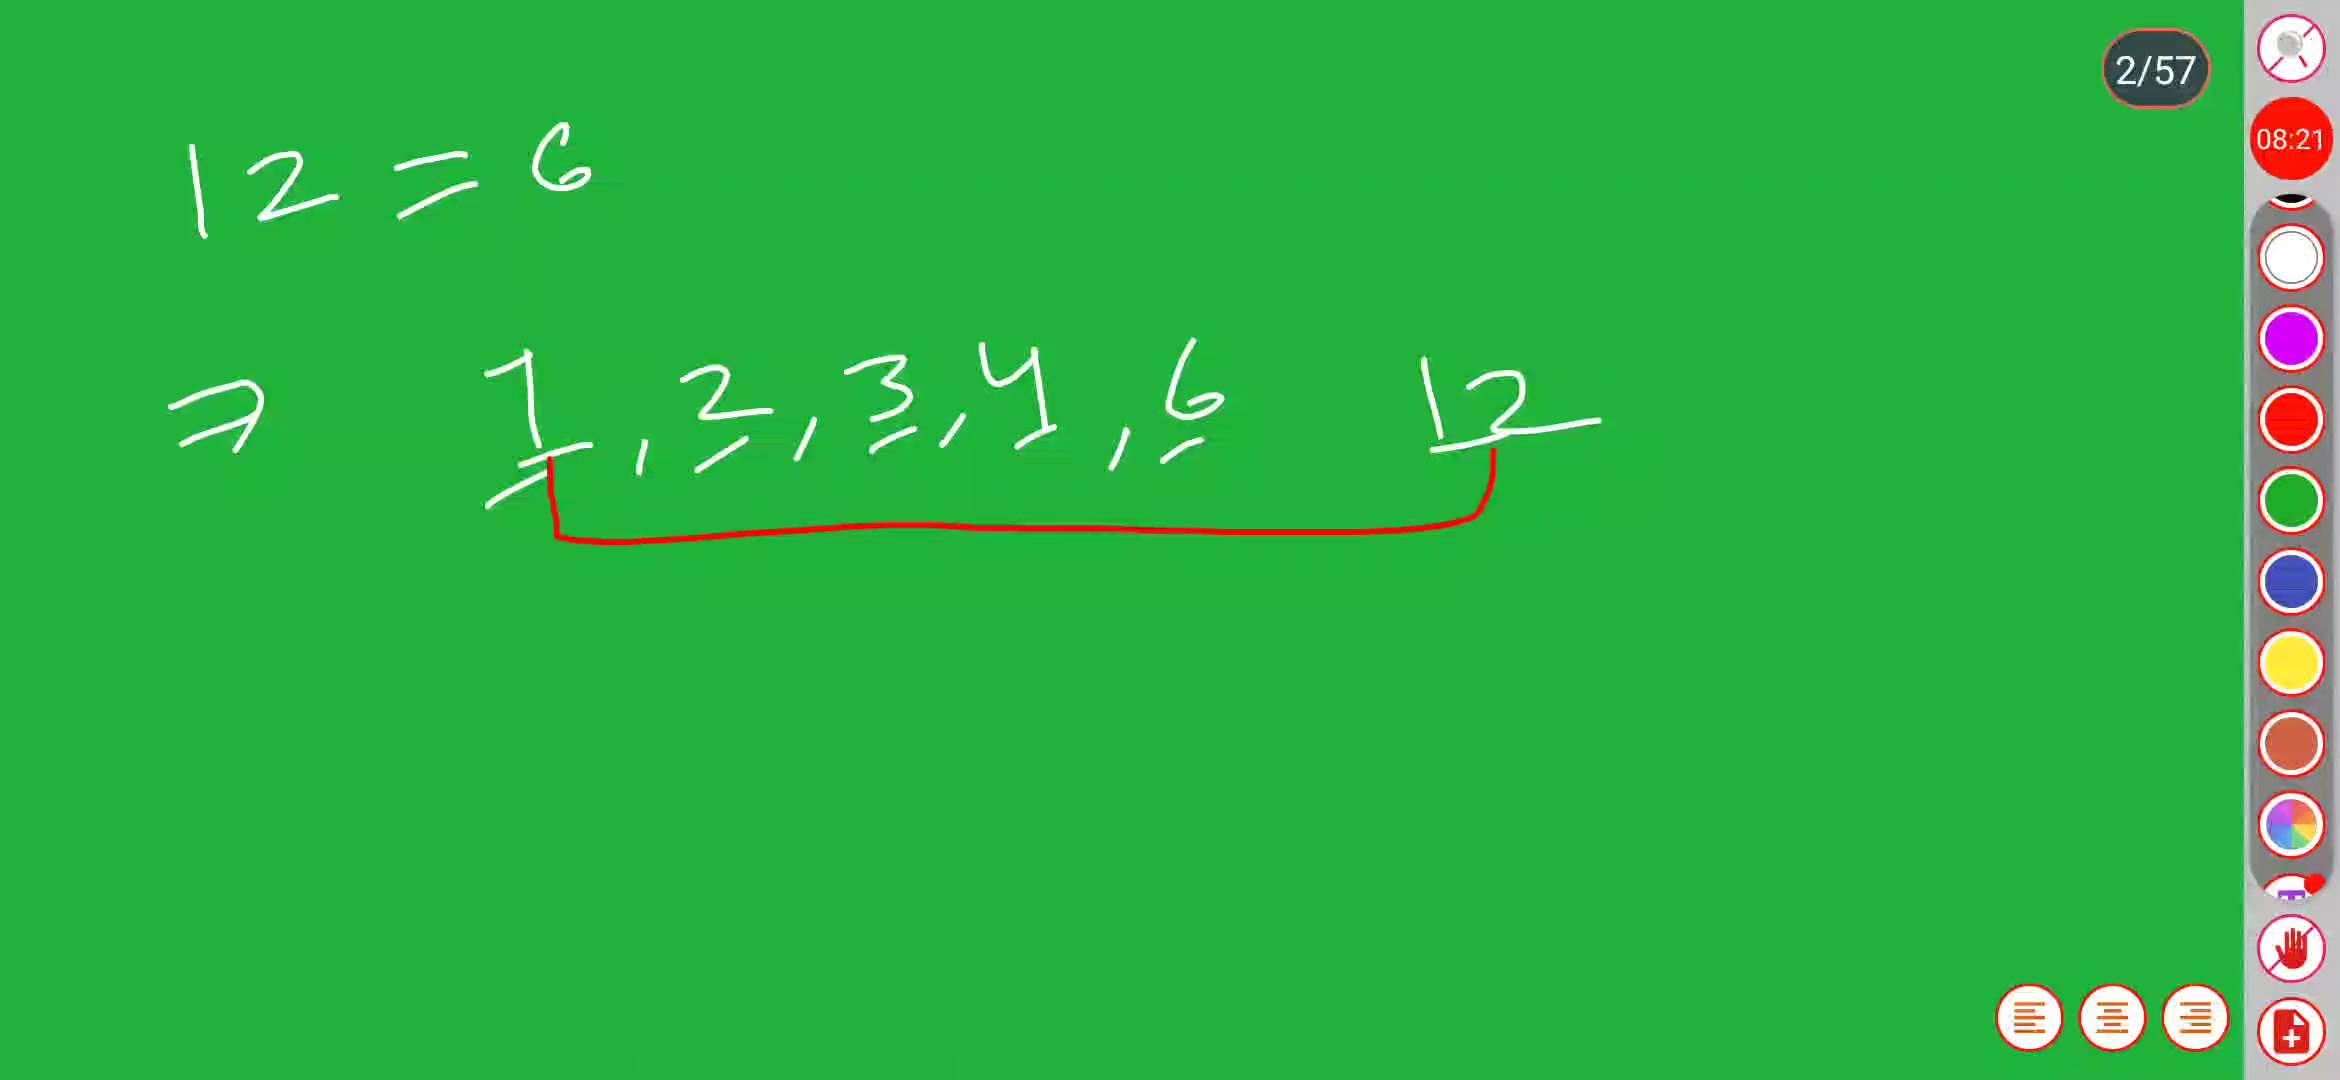 2/57
08:21
12 = 6
⇒ 1, 2, 3, 4, 6 12